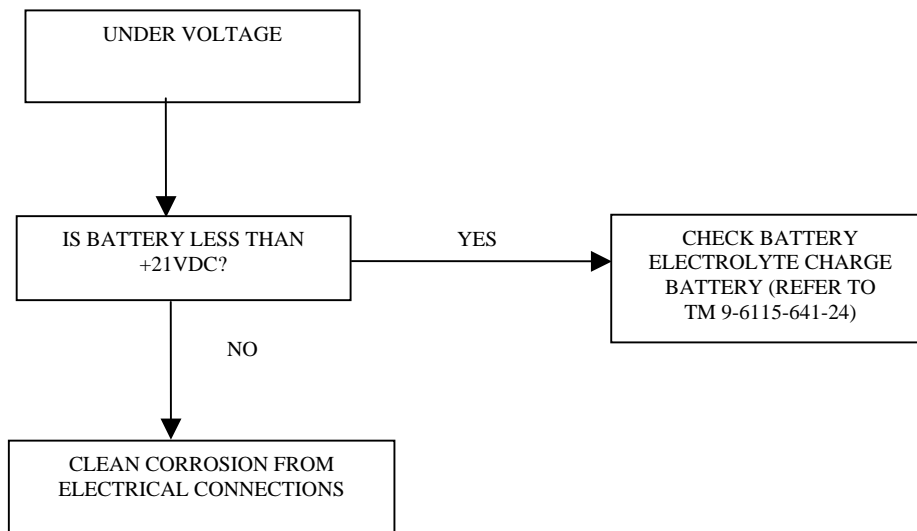 UNDER VOLTAGE
IS BATTERY LESS THAN
+21VDC?
YES
CHECK BATTERY
ELECTROLYTE CHARGE
BATTERY (REFER TO
TM 9-6115-641-24)
NO
CLEAN CORROSION FROM
ELECTRICAL CONNECTIONS